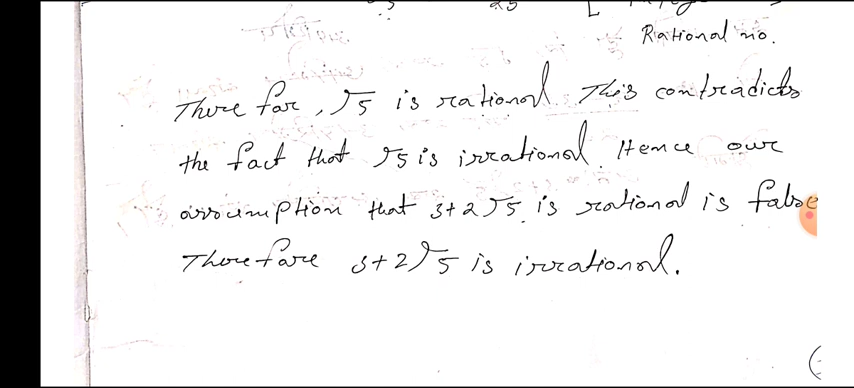 Rational no.
There for, √5 is rational. This contradicts
the fact that √5 is irrational. Hence our
assumption that 3+2√5 is rational is false
Therefore 3+2√5 is irrational.